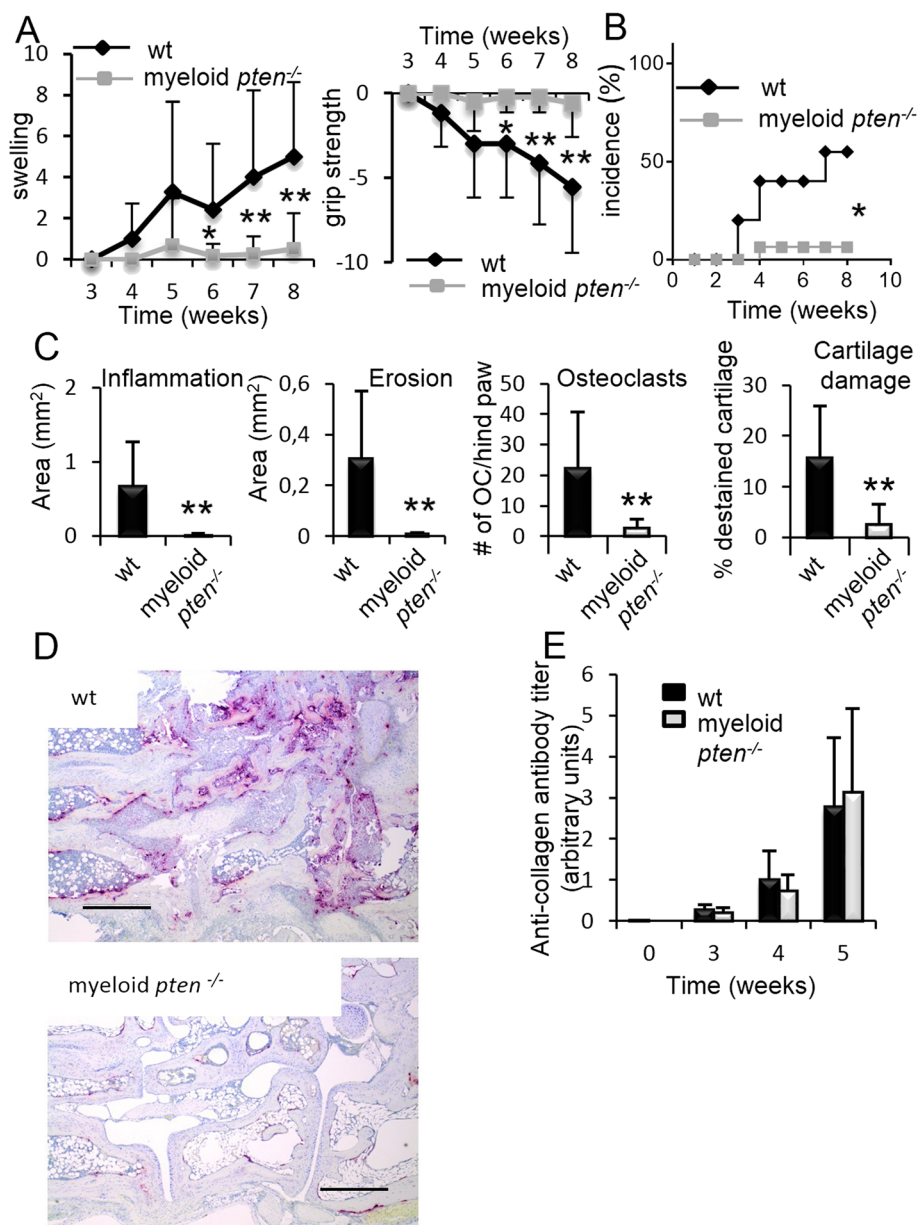 A
wt
myeloid pten-/-
swelling
10
8
6
4
2
0
3 4 5 6 7 8
Time (weeks)
* ** **
Time (weeks)
3 4 5 6 7 8
grip strength
0
-5
-10
* ** **
wt
myeloid pten-/-
B
incidence (%)
100
50
0
wt
myeloid pten-/-
*
0 2 4 6 8 10
Time (weeks)
C
Inflammation
Area (mm2)
2
1
0
**
wt
myeloid
pten-/-
Erosion
Area (mm2)
0,6
0,4
0,2
0
**
wt
myeloid
pten-/-
Osteoclasts
# of OC/hind paw
50
40
30
20
10
0
**
wt
myeloid
pten-/-
Cartilage
damage
% destained cartilage
30
20
10
0
**
wt
myeloid
pten-/-
D
wt
myeloid pten -/-
E
Anti-collagen antibody titer
(arbitrary units)
6
5
4
3
2
1
0
wt
myeloid
pten-/-
0 3 4 5
Time (weeks)